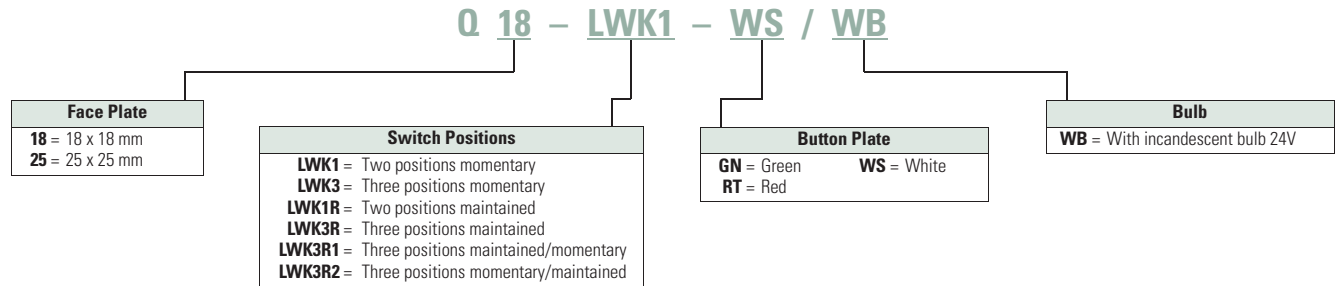 Q 18 – LWK1 – WS / WB
Face Plate
18 = 18 x 18 mm
25 = 25 x 25 mm
Switch Positions
LWK1 = Two positions momentary
LWK3 = Three positions momentary
LWK1R = Two positions maintained
LWK3R = Three positions maintained
LWK3R1 = Three positions maintained/momentary
LWK3R2 = Three positions momentary/maintained
Button Plate
GN = Green WS = White
RT = Red
Bulb
WB = With incandescent bulb 24V